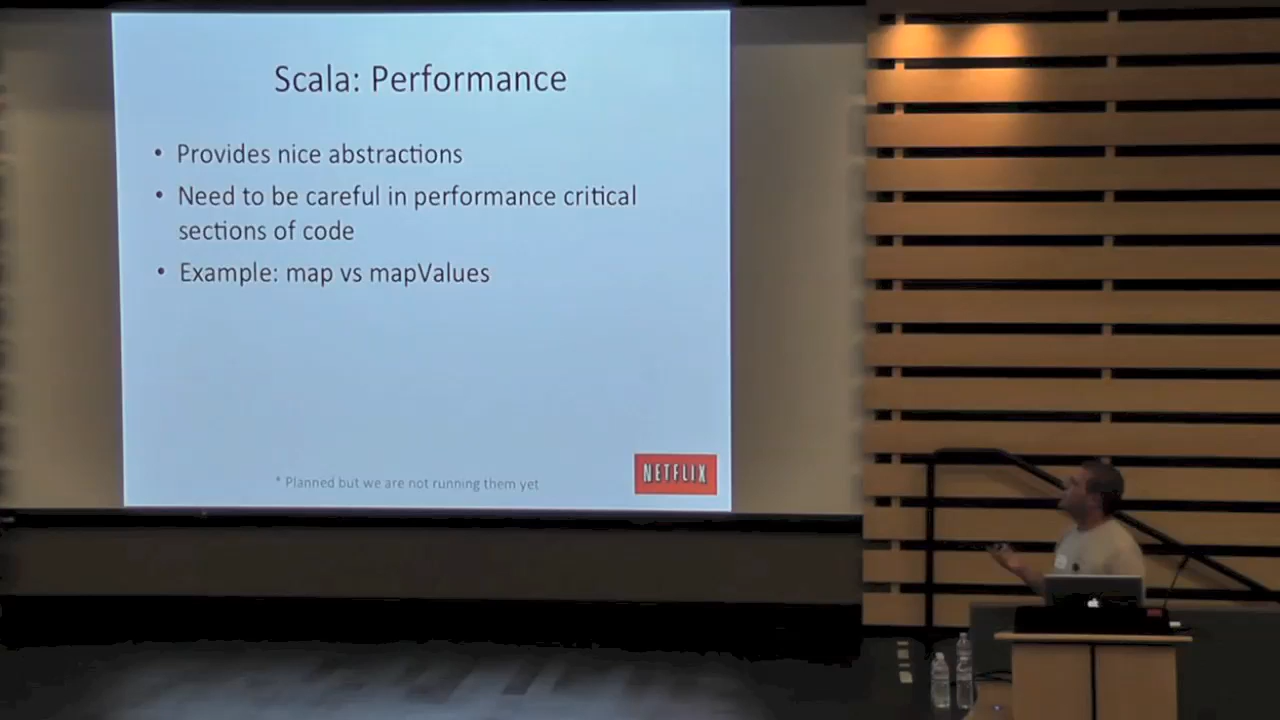 Scala: Performance
• Provides nice abstractions
• Need to be careful in performance critical
sections of code
• Example: map vs mapValues
* Planned but we are not running them yet
NETFLIX